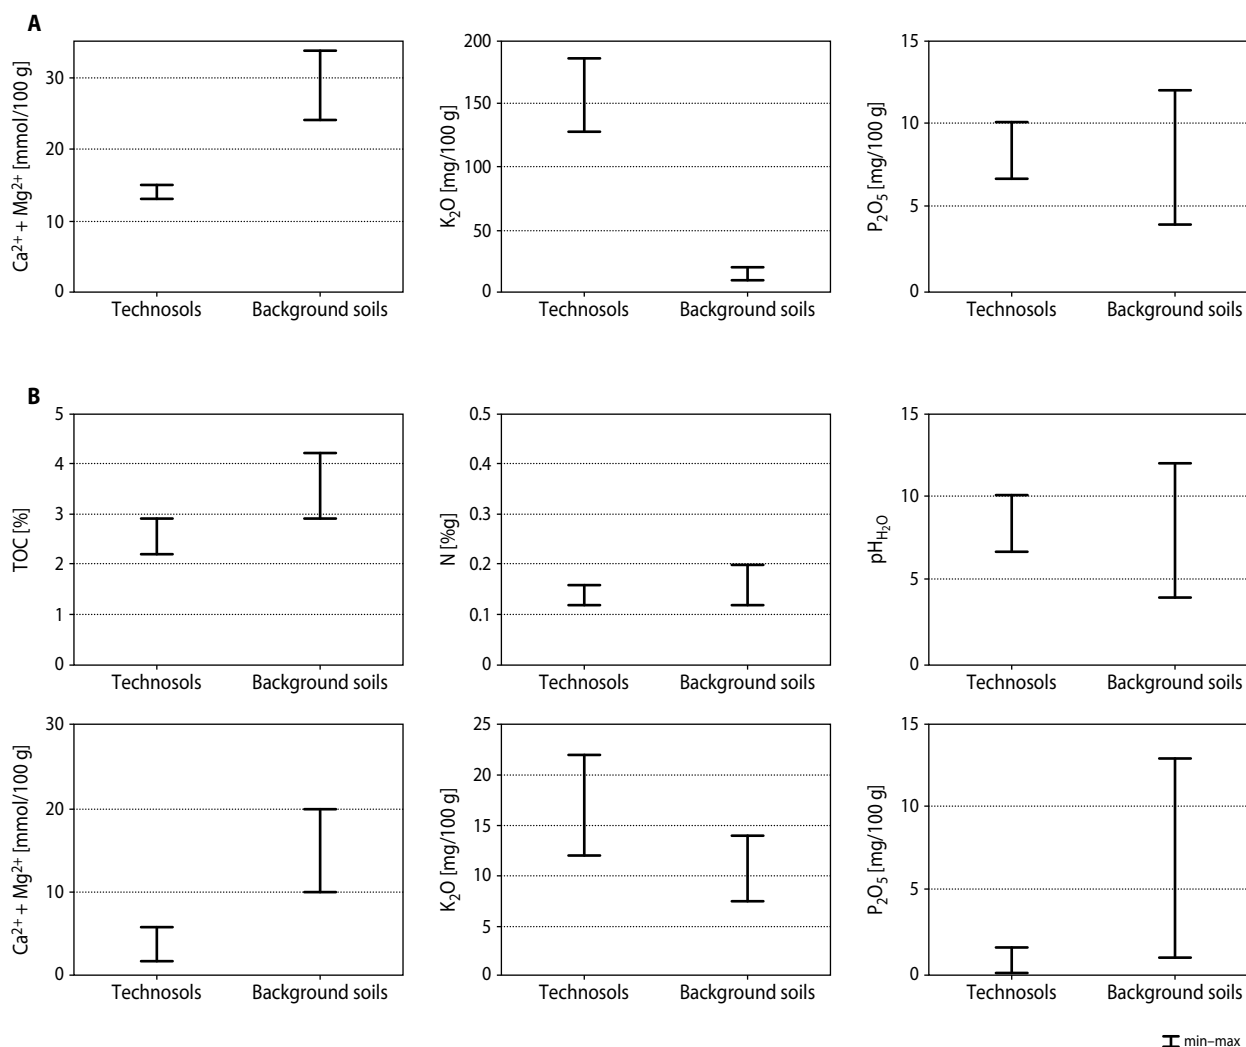 A
Ca²⁺ + Mg²⁺ [mmol/100 g]
30
20
10
0
Technosols Background soils
K₂O [mg/100 g]
200
150
100
50
0
Technosols Background soils
P₂O₅ [mg/100 g]
15
10
5
0
Technosols Background soils
B
TOC [%]
5
4
3
2
1
0
Technosols Background soils
N [%g]
0.5
0.4
0.3
0.2
0.1
0
Technosols Background soils
pH H₂O
15
10
5
0
Technosols Background soils
Ca²⁺ + Mg²⁺ [mmol/100 g]
30
20
10
0
Technosols Background soils
K₂O [mg/100 g]
25
20
15
10
5
0
Technosols Background soils
P₂O₅ [mg/100 g]
15
10
5
0
Technosols Background soils
min–max